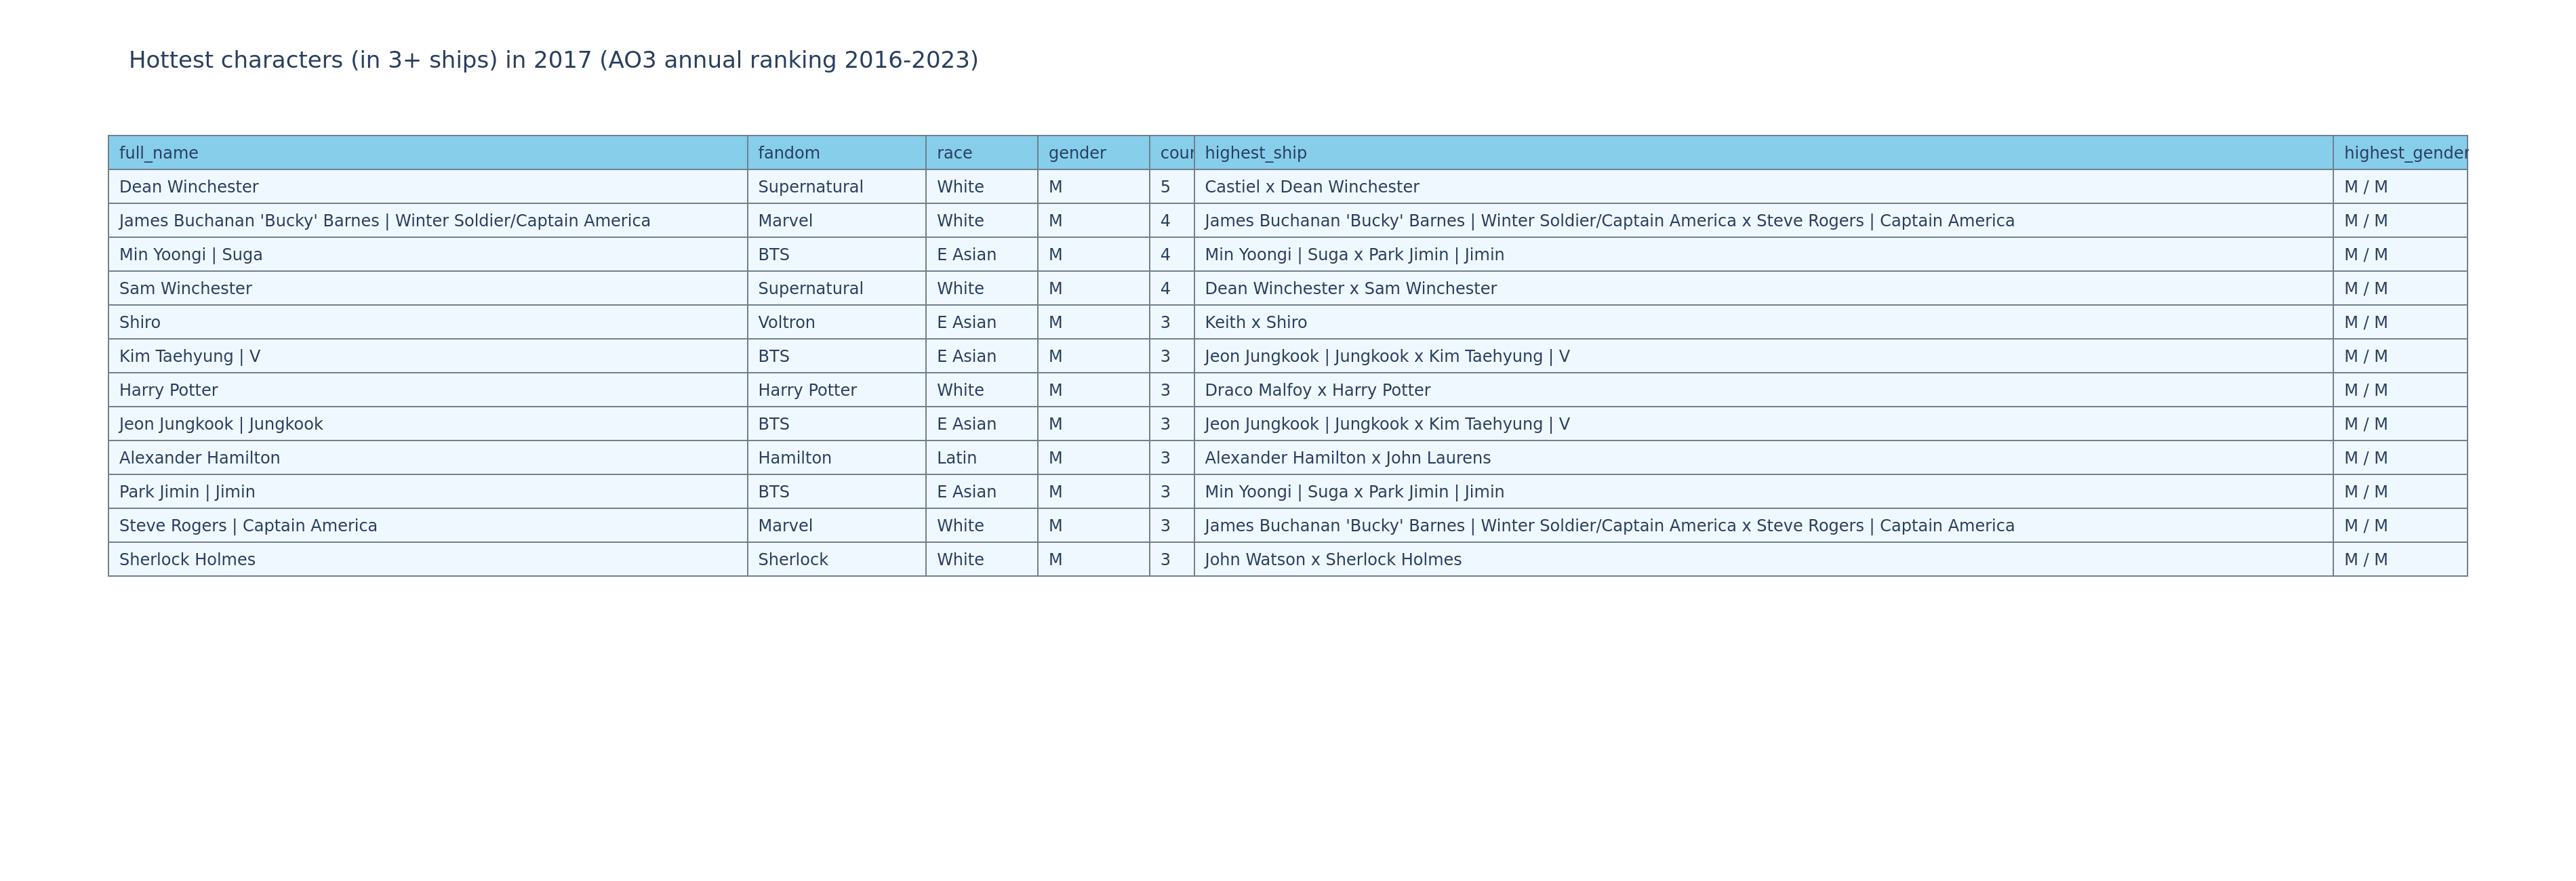 Hottest characters (in 3+ ships) in 2017 (AO3 annual ranking 2016-2023)
full_name fandom race gender cour highest_ship highest_gender
Dean Winchester Supernatural White M 5 Castiel x Dean Winchester M / M
James Buchanan 'Bucky' Barnes | Winter Soldier/Captain America Marvel White M 4 James Buchanan 'Bucky' Barnes | Winter Soldier/Captain America x Steve Rogers | Captain America M / M
Min Yoongi | Suga BTS E Asian M 4 Min Yoongi | Suga x Park Jimin | Jimin M / M
Sam Winchester Supernatural White M 4 Dean Winchester x Sam Winchester M / M
Shiro Voltron E Asian M 3 Keith x Shiro M / M
Kim Taehyung | V BTS E Asian M 3 Jeon Jungkook | Jungkook x Kim Taehyung | V M / M
Harry Potter Harry Potter White M 3 Draco Malfoy x Harry Potter M / M
Jeon Jungkook | Jungkook BTS E Asian M 3 Jeon Jungkook | Jungkook x Kim Taehyung | V M / M
Alexander Hamilton Hamilton Latin M 3 Alexander Hamilton x John Laurens M / M
Park Jimin | Jimin BTS E Asian M 3 Min Yoongi | Suga x Park Jimin | Jimin M / M
Steve Rogers | Captain America Marvel White M 3 James Buchanan 'Bucky' Barnes | Winter Soldier/Captain America x Steve Rogers | Captain America M / M
Sherlock Holmes Sherlock White M 3 John Watson x Sherlock Holmes M / M